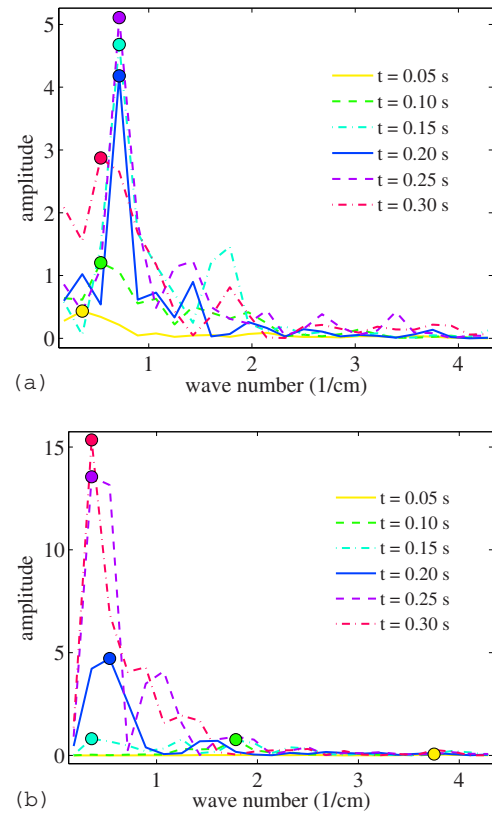 5
4
3
2
1
0
amplitude
t = 0.05 s
t = 0.10 s
t = 0.15 s
t = 0.20 s
t = 0.25 s
t = 0.30 s
1 2 3 4
wave number (1/cm)
(a)
15
10
5
0
amplitude
t = 0.05 s
t = 0.10 s
t = 0.15 s
t = 0.20 s
t = 0.25 s
t = 0.30 s
1 2 3 4
wave number (1/cm)
(b)